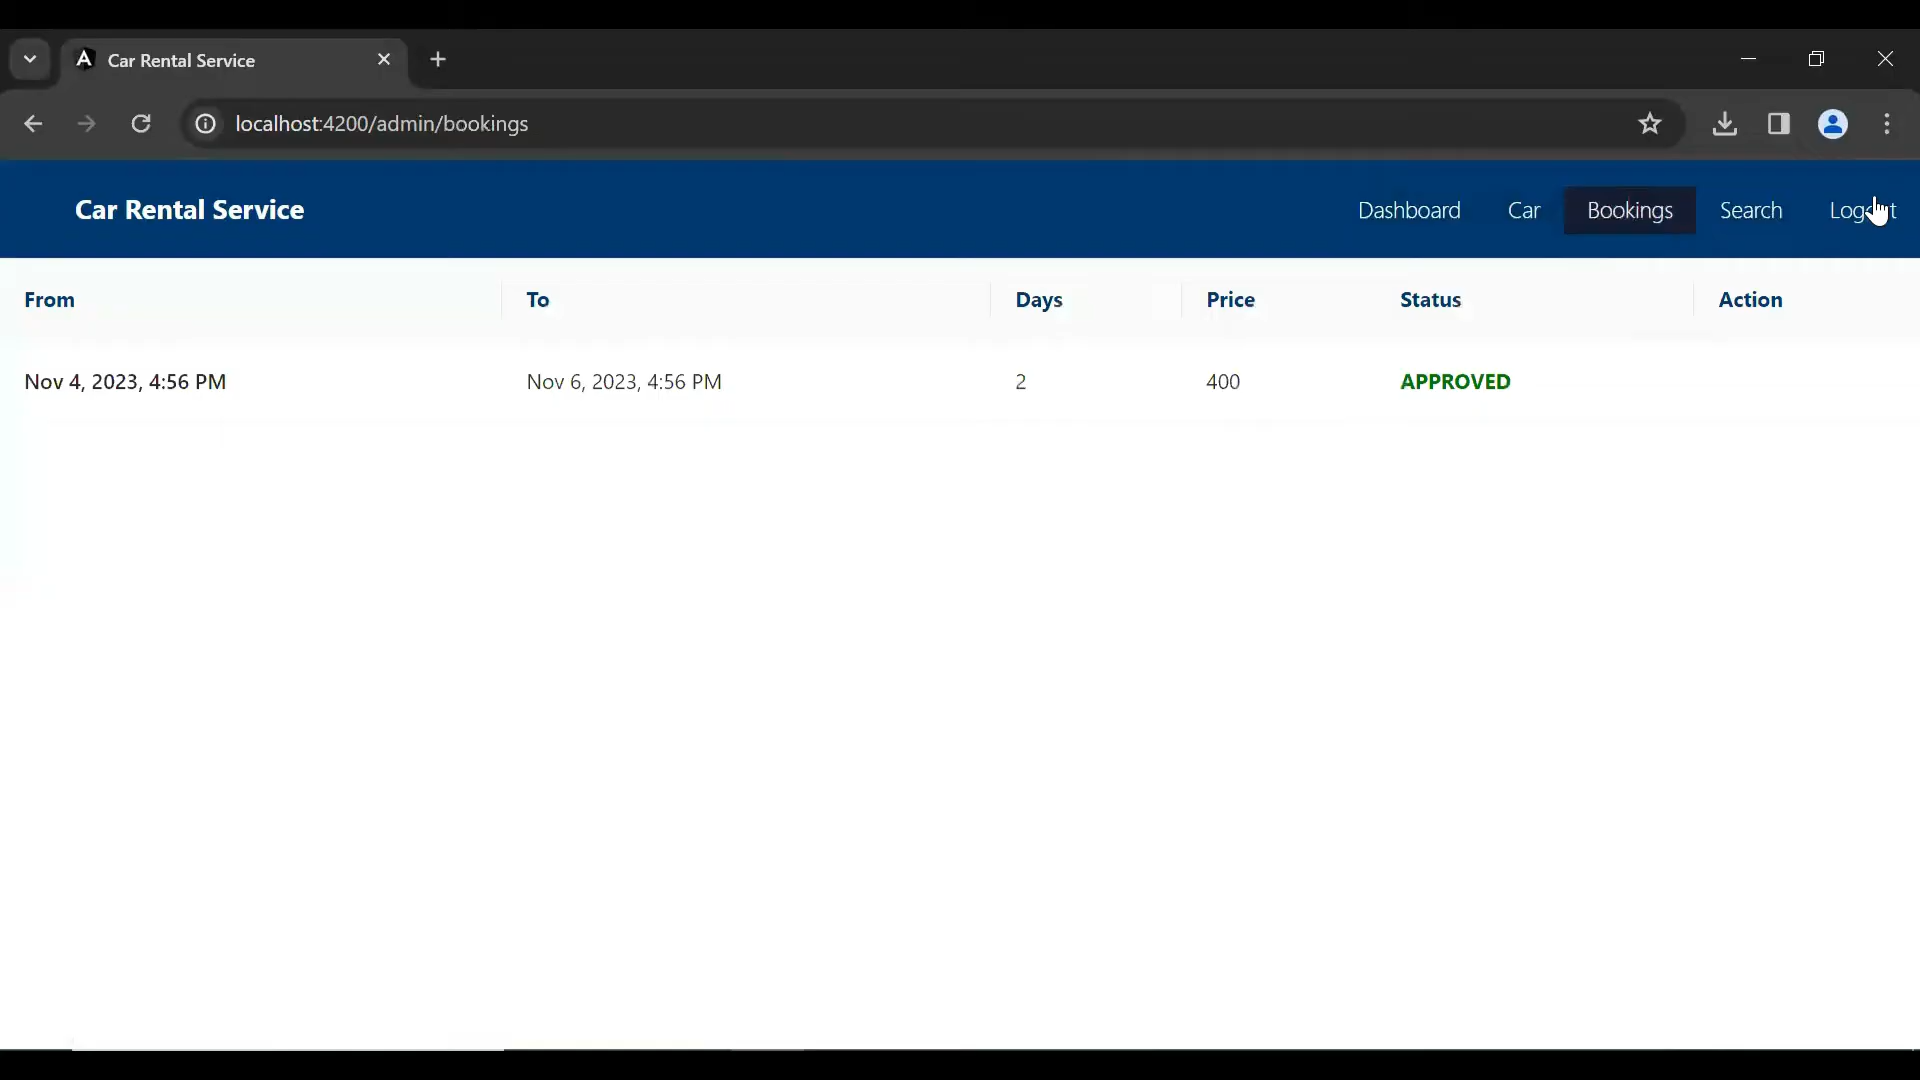 Car Rental Service
localhost:4200/admin/bookings
Car Rental Service Dashboard Car Bookings Search
From To Days Price Status Action
Nov 4, 2023, 4:56 PM Nov 6, 2023, 4:56 PM 2 400 APPROVED